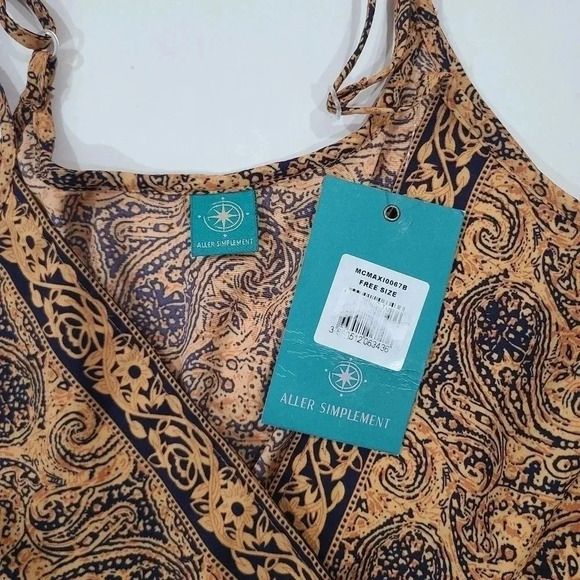 ALLER SIMPLEMENT
MCMAXI0067B
FREE SIZE
ALLER SIMPLEMENT